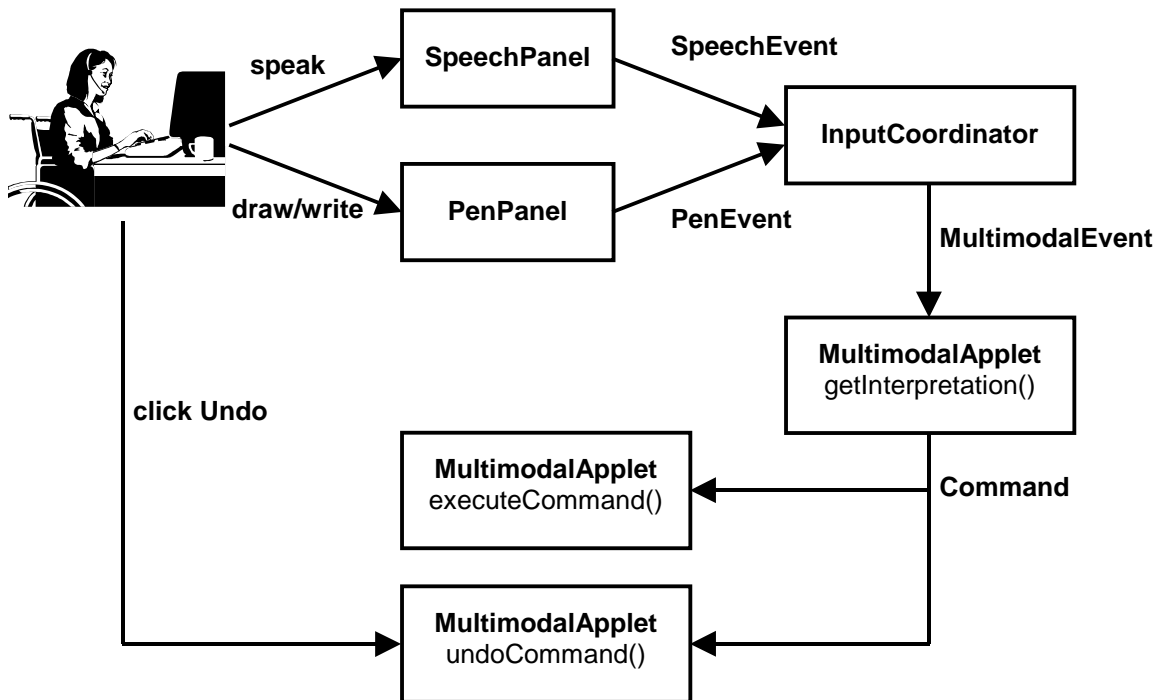 speak
SpeechPanel
SpeechEvent
InputCoordinator
draw/write
PenPanel
PenEvent
MultimodalEvent
MultimodalApplet
getInterpretation()
click Undo
MultimodalApplet
executeCommand()
Command
MultimodalApplet
undoCommand()